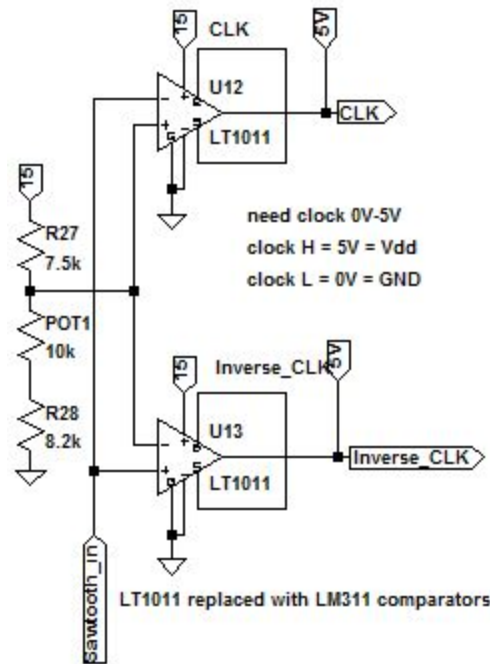 15
CLK
5V
U12
CLK
LT1011
15
R27
7.5k
need clock 0V-5V
clock H = 5V = Vdd
clock L = 0V = GND
POT1
10k
15
Inverse_CLK
5V
R28
8.2k
U13
Inverse_CLK
LT1011
Sawtooth_in
LT1011 replaced with LM311 comparators